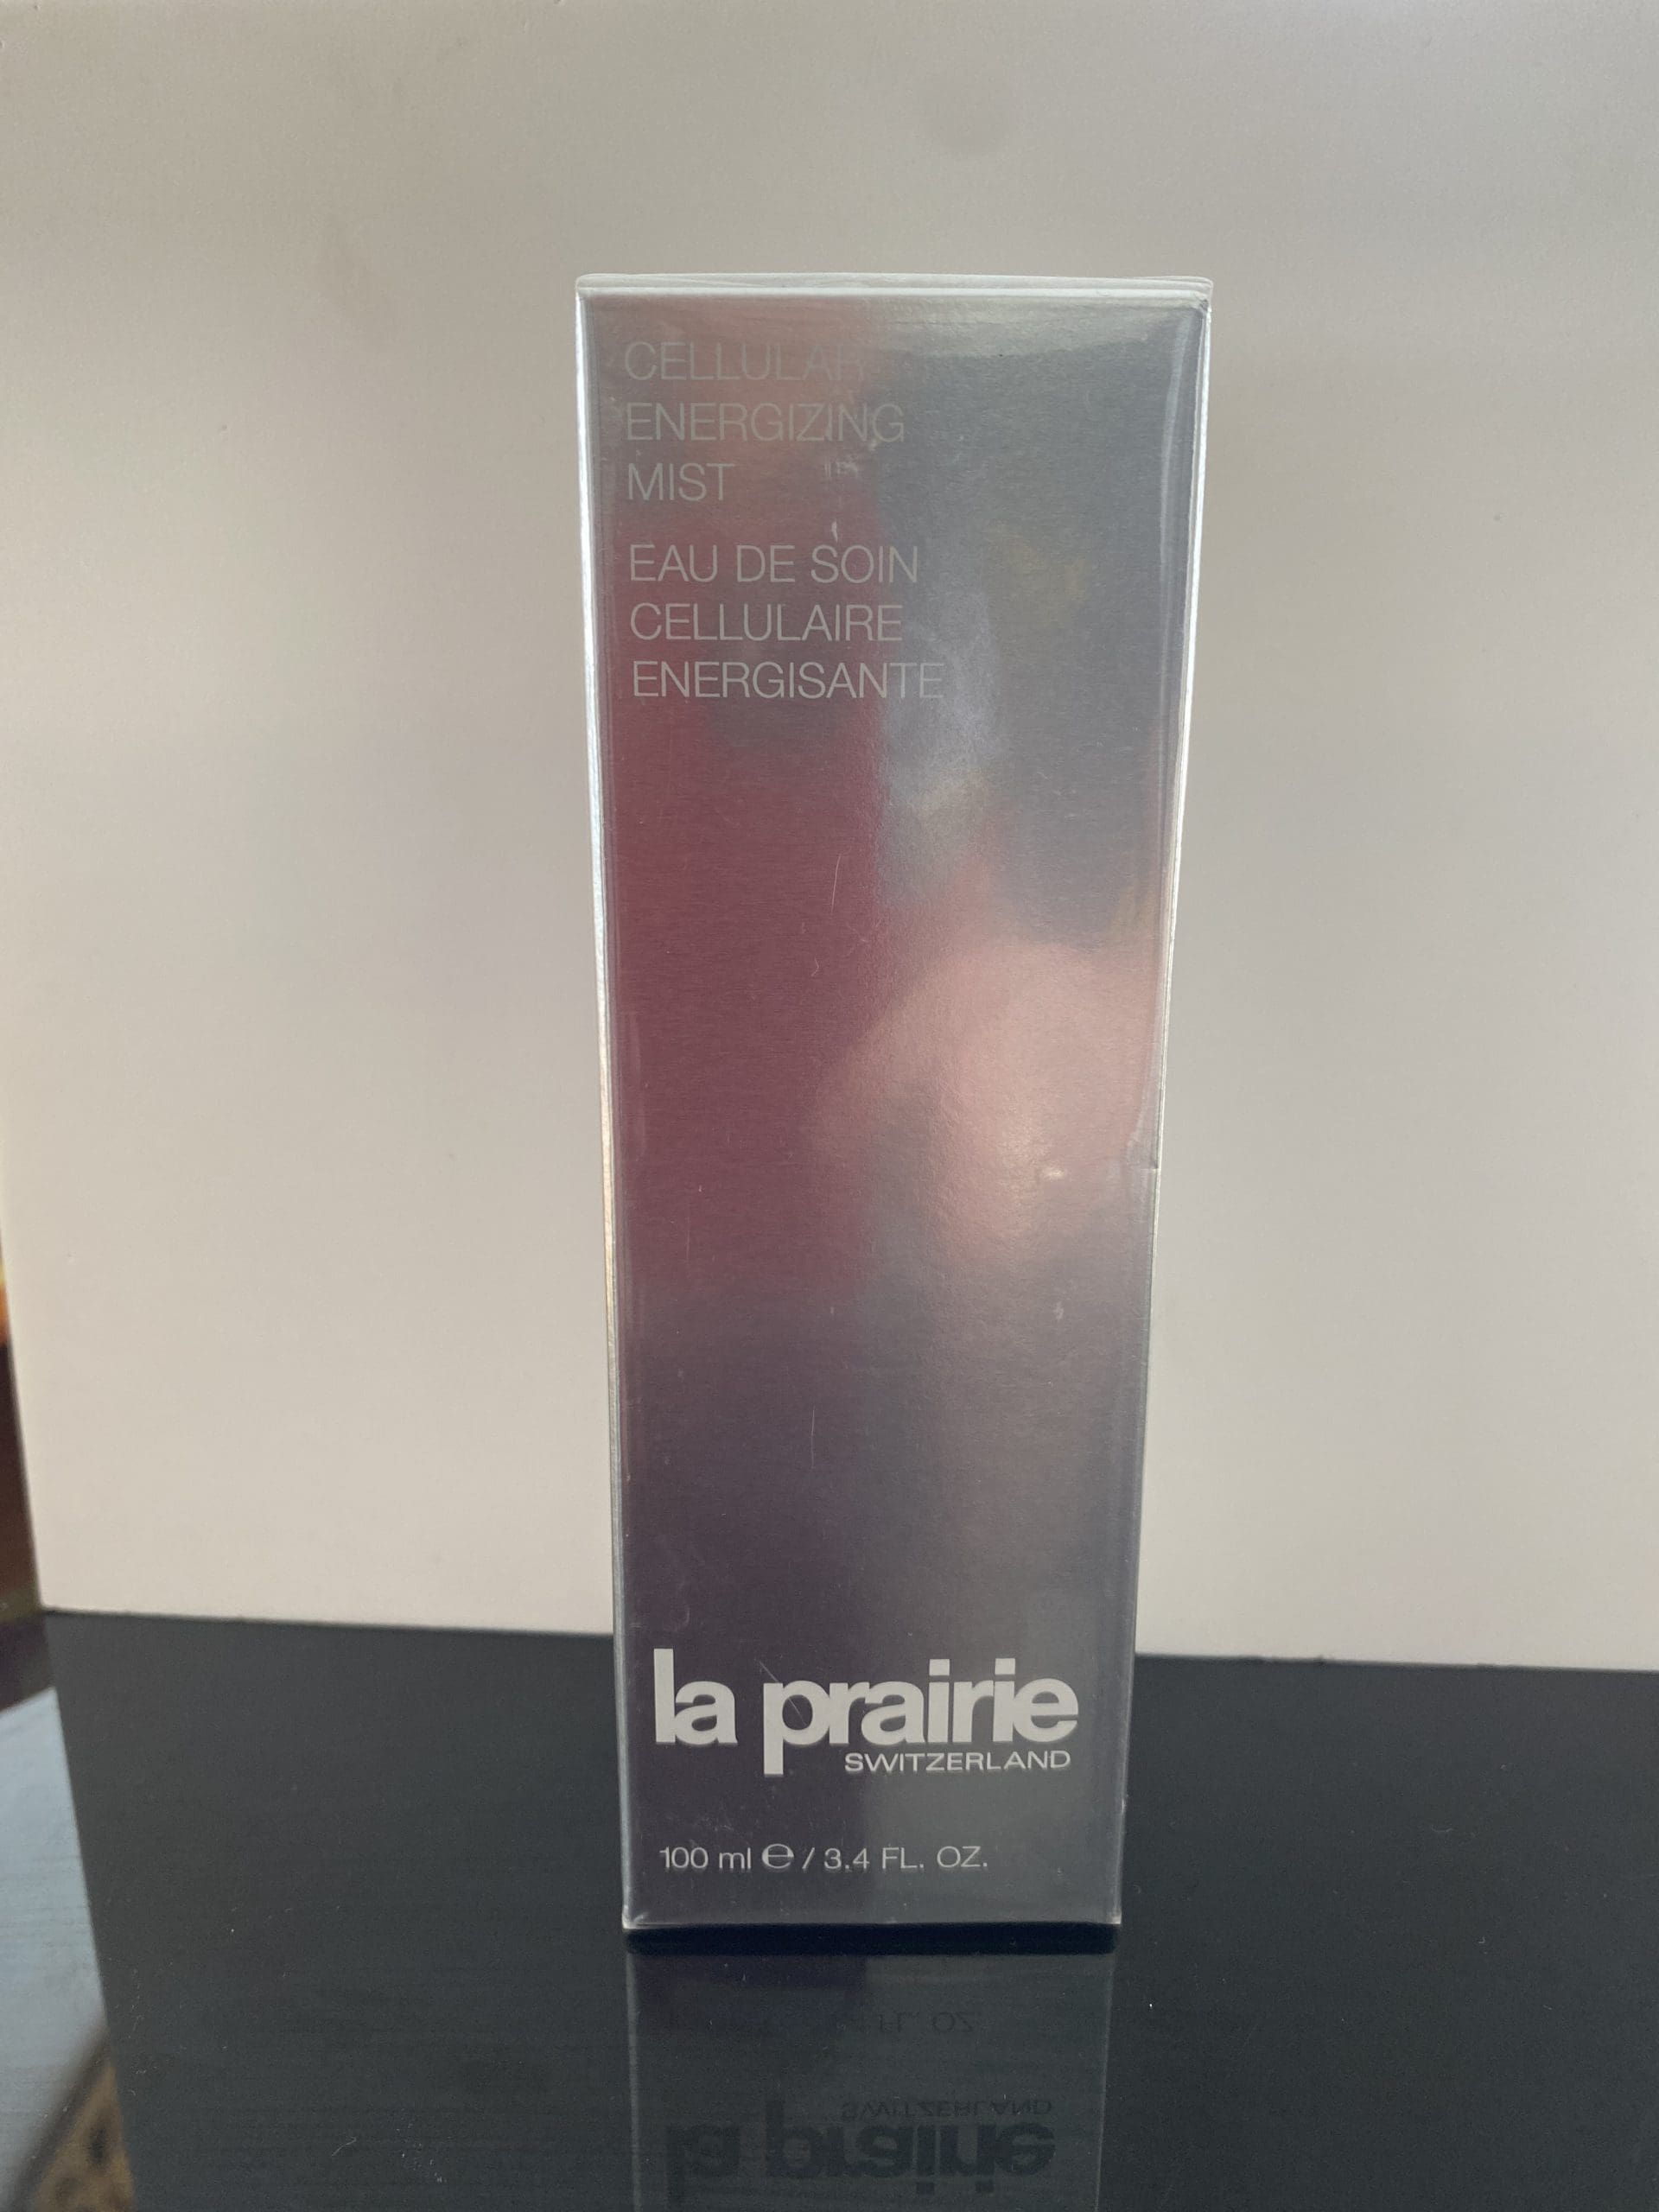 CELLULAR
ENERGIZING
MIST
EAU DE SOIN
CELLULAIRE
ENERGISANTE
la prairie
SWITZERLAND
100 ml ℮ / 3.4 FL. OZ.